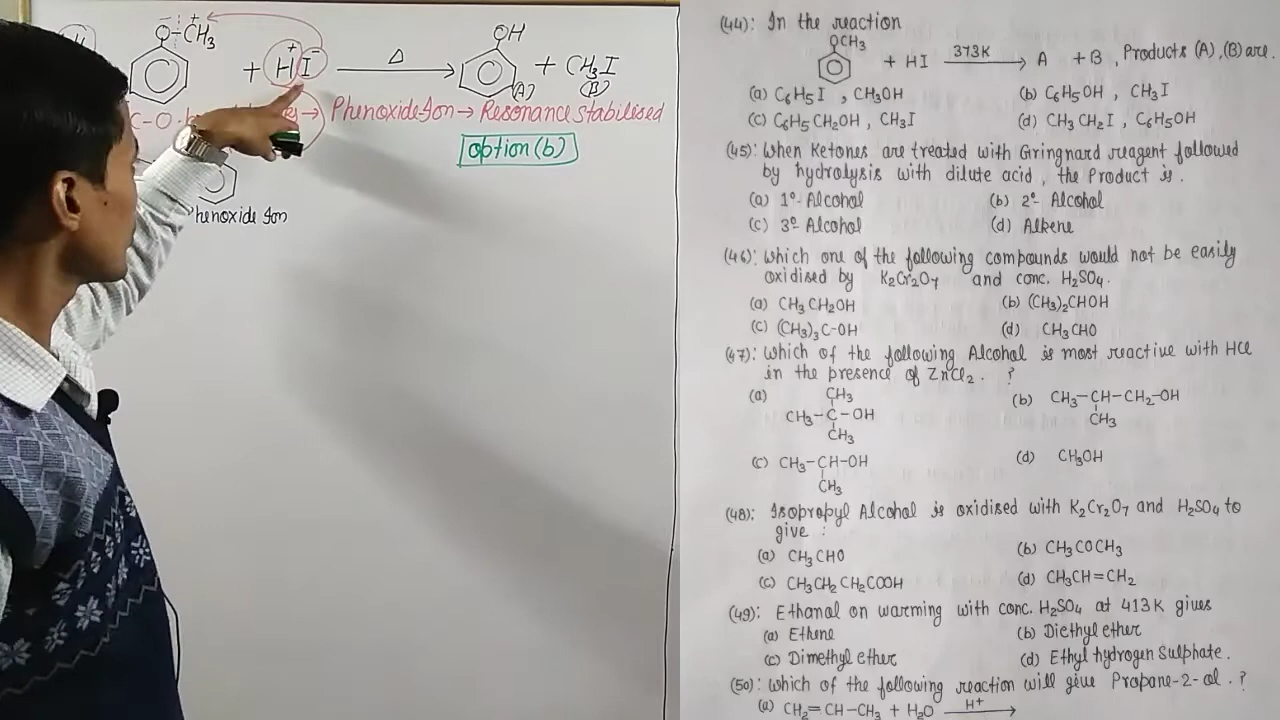 O-CH3
+ HI
Δ
OH
+ CH3I
(A)
(B)
C-O
→ Phenoxide Ion → Resonance stabilised
option (b)
henoxide Ion
(44): In the reaction
OCH3
+ HI 373K A + B, Products (A), (B) are.
(a) C6H5I , CH3OH
(b) C6H5OH , CH3I
(c) C6H5CH2OH , CH3I
(d) CH3CH2I , C6H5OH
(45): When Ketones are treated with Gringnard reagent followed
by hydrolysis with dilute acid, the Product is.
(a) 1°- Alcohol
(b) 2°- Alcohol
(c) 3°- Alcohol
(d) Alkene
(46): which one of the following compounds would not be easily
oxidised by K2Cr2O7 and conc. H2SO4.
(a) CH3CH2OH
(b) (CH3)2CHOH
(c) (CH3)3C-OH
(d) CH3CHO
(47): Which of the following Alcohol is most reactive with HCl
in the presence of ZnCl2. ?
(a)
CH3
CH3-C-OH
CH3
(b) CH3-CH-CH2-OH
CH3
(c) CH3-CH-OH
CH3
(d) CH3OH
(48): Isopropyl Alcohol is oxidised with K2Cr2O7 and H2SO4 to
give :
(a) CH3CHO
(b) CH3COCH3
(c) CH3CH2CH2COOH
(d) CH3CH=CH2
(49): Ethanal on warming with conc. H2SO4 at 413K gives
(a) Ethene
(b) Diethyl ether
(c) Dimethyl ether
(d) Ethyl hydrogen Sulphate.
(50): Which of the following reaction will give Propane-2-ol. ?
(a) CH2=CH-CH3 + H2O H+